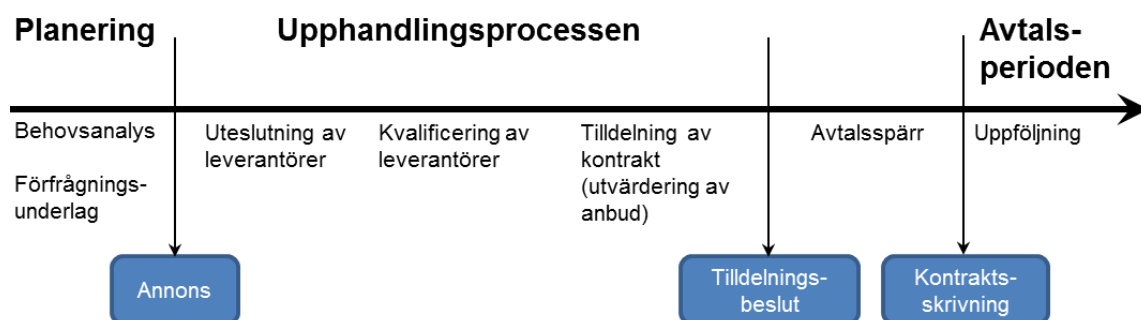 Planering
Upphandlingsprocessen
Avtals-
perioden
Behovsanalys
Förfrågnings-
underlag
Uteslutning av
leverantörer
Kvalificering av
leverantörer
Tilldelning av
kontrakt
(utvärdering av
anbud)
Avtalsspärr
Uppföljning
Annons
Tilldelnings-
beslut
Kontrakts-
skrivning